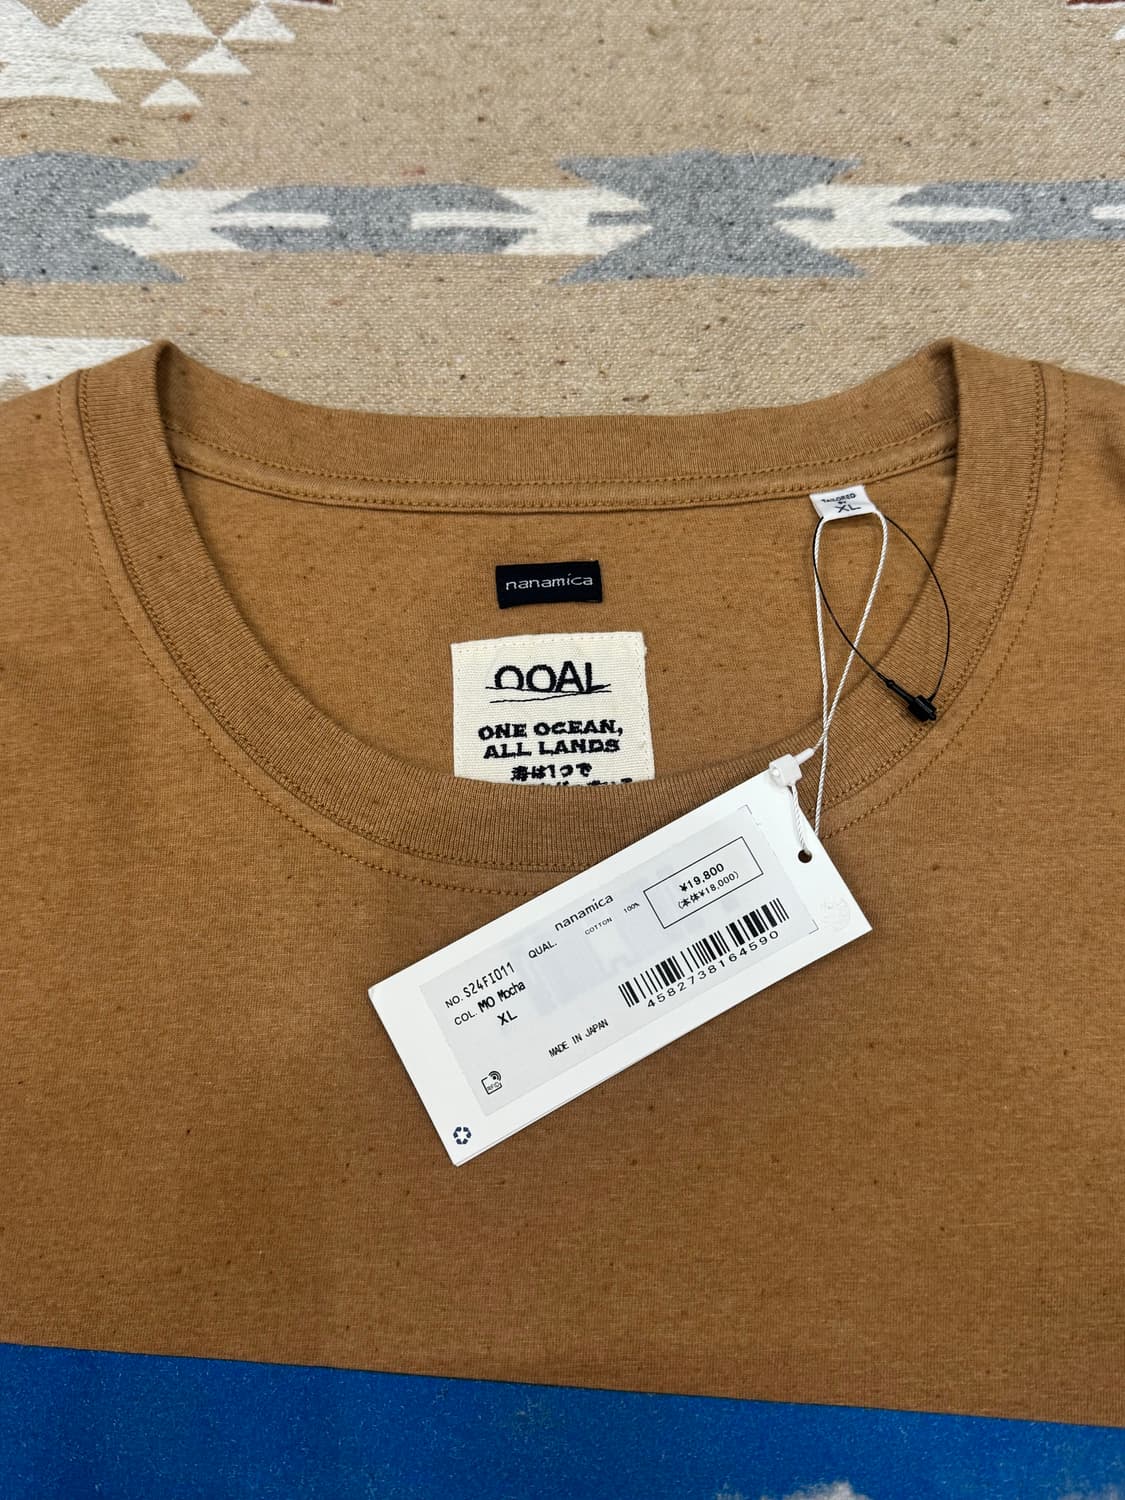 TAILORED
BY
XL
nanamica
OOAL
ONE OCEAN,
ALL LANDS
海は1つで
nanamica
QUAL.
COTTON 100%
¥19,800
(本体¥18,000)
NO. S24FI011
COL. MO Mocha
XL
4582738164590
MADE IN JAPAN